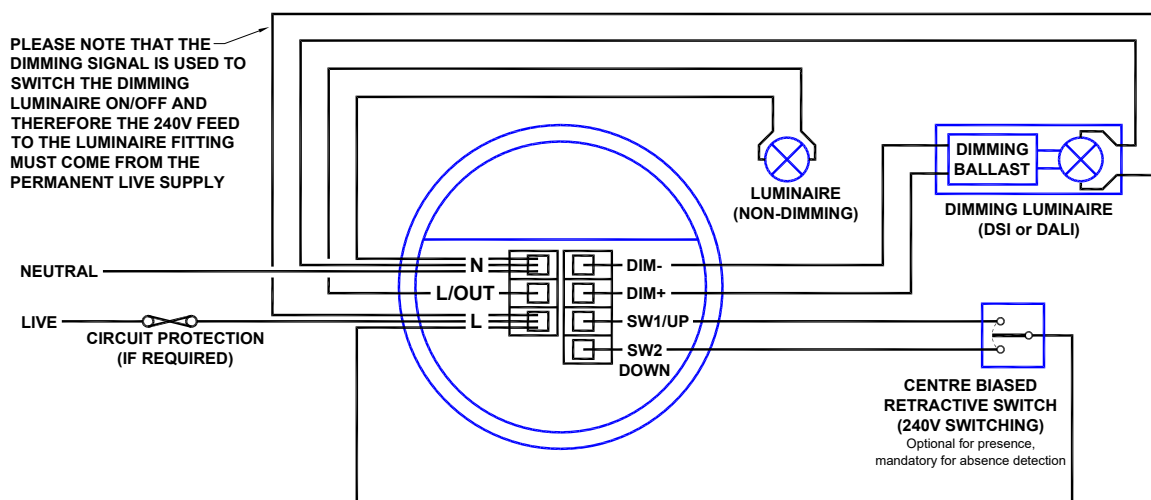 PLEASE NOTE THAT THE
DIMMING SIGNAL IS USED TO
SWITCH THE DIMMING
LUMINAIRE ON/OFF AND
THEREFORE THE 240V FEED
TO THE LUMINAIRE FITTING
MUST COME FROM THE
PERMANENT LIVE SUPPLY
DIMMING
BALLAST
LUMINAIRE
(NON-DIMMING)
DIMMING LUMINAIRE
(DSI or DALI)
NEUTRAL
N
DIM-
L/OUT
DIM+
LIVE
L
SW1/UP
CIRCUIT PROTECTION
(IF REQUIRED)
SW2
DOWN
CENTRE BIASED
RETRACTIVE SWITCH
(240V SWITCHING)
Optional for presence,
mandatory for absence detection